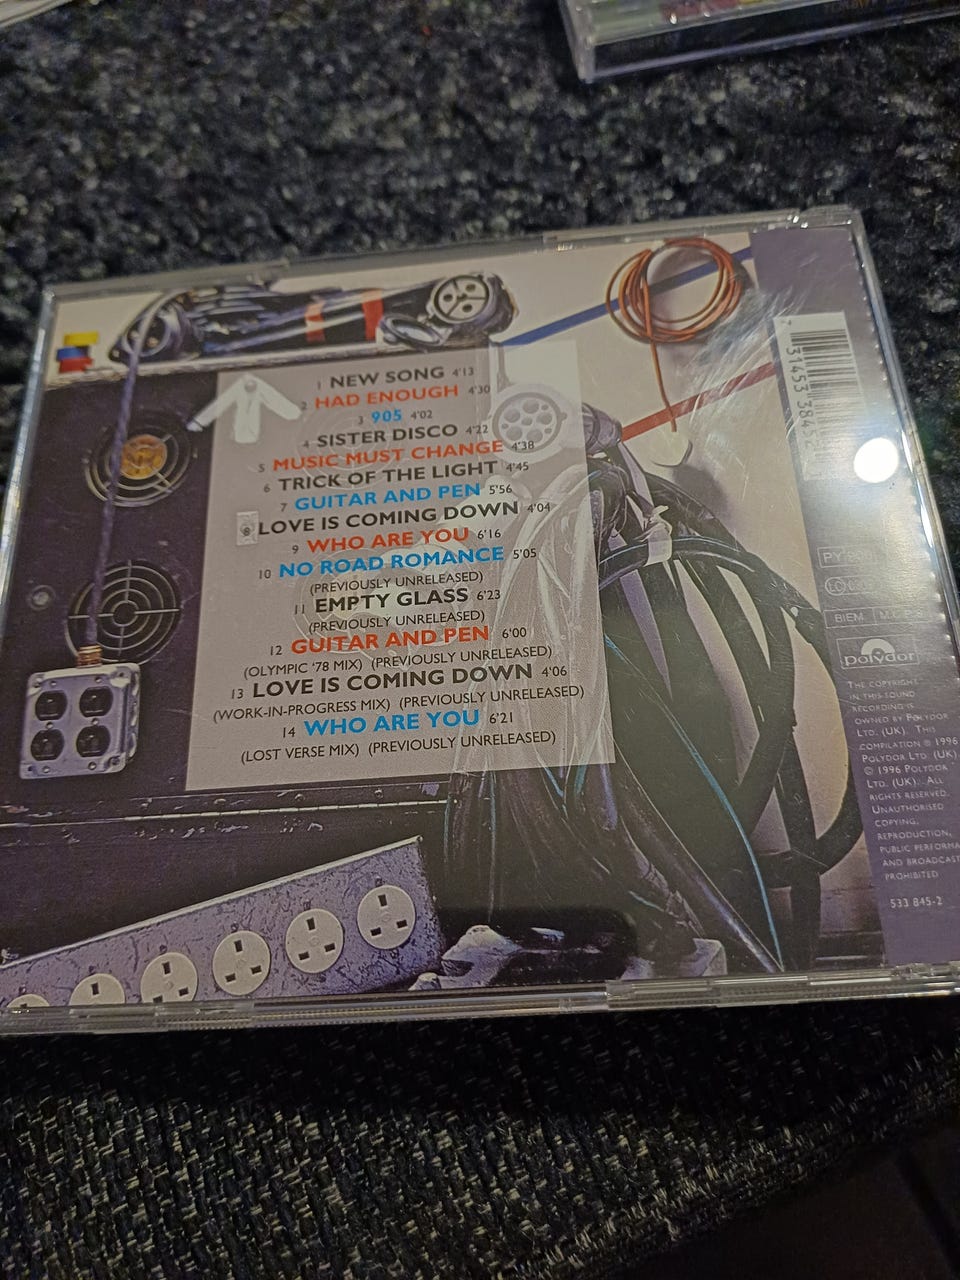 1 NEW SONG 4'13
2 HAD ENOUGH 4'30
3 905 4'02
4 SISTER DISCO 4'22
5 MUSIC MUST CHANGE 4'38
6 TRICK OF THE LIGHT 4'45
7 GUITAR AND PEN 5'56
8 LOVE IS COMING DOWN 4'04
9 WHO ARE YOU 6'16
10 NO ROAD ROMANCE 5'05
(PREVIOUSLY UNRELEASED)
11 EMPTY GLASS 6'23
(PREVIOUSLY UNRELEASED)
12 GUITAR AND PEN 6'00
(OLYMPIC '78 MIX) (PREVIOUSLY UNRELEASED)
13 LOVE IS COMING DOWN 4'06
(WORK-IN-PROGRESS MIX) (PREVIOUSLY UNRELEASED)
14 WHO ARE YOU 6'21
(LOST VERSE MIX) (PREVIOUSLY UNRELEASED)
7 31453 3845
BIEM
polydor
THE COPYRIGHT
IN THIS SOUND
RECORDING IS
OWNED BY POLYDOR
LTD. (UK). THIS
COMPILATION ℗ 1996
POLYDOR LTD (UK)
© 1996 POLYDOR
LTD. (UK). ALL
RIGHTS RESERVED.
UNAUTHORISED
COPYING,
REPRODUCTION,
PUBLIC PERFORMA
AND BROADCAST
PROHIBITED
533 845-2